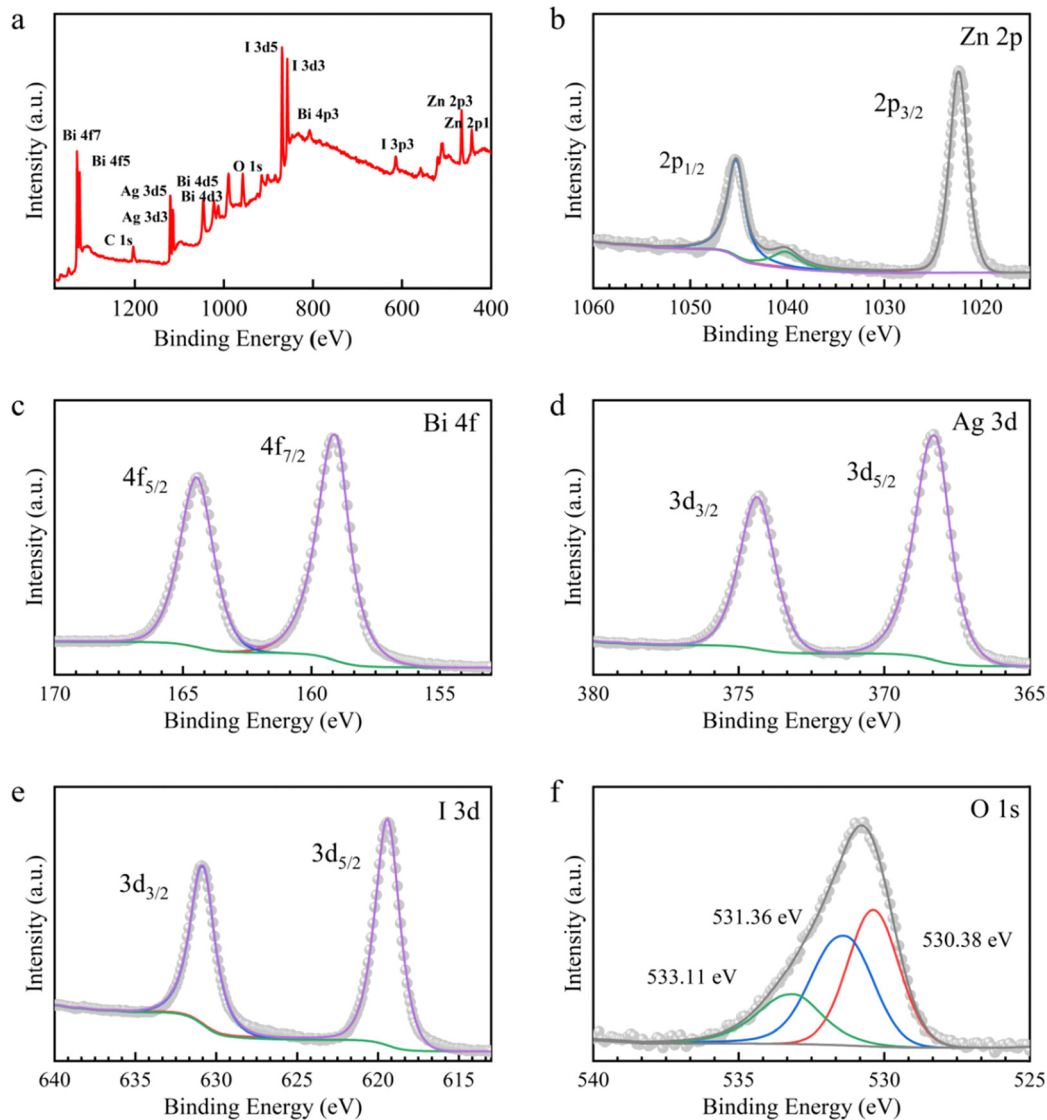 a
I 3d5
I 3d3
Bi 4p3
Zn 2p3
Zn 2p1
Bi 4f7
Bi 4f5
I 3p3
O 1s
Ag 3d5
Bi 4d5
Bi 4d3
Ag 3d3
C 1s
Intensity (a.u.)
1200 1000 800 600 400
Binding Energy (eV)
b
Zn 2p
2p3/2
2p1/2
Intensity (a.u.)
1060 1050 1040 1030 1020
Binding Energy (eV)
c
Bi 4f
4f7/2
4f5/2
Intensity (a.u.)
170 165 160 155
Binding Energy (eV)
d
Ag 3d
3d5/2
3d3/2
Intensity (a.u.)
380 375 370 365
Binding Energy (eV)
e
I 3d
3d5/2
3d3/2
Intensity (a.u.)
640 635 630 625 620 615
Binding Energy (eV)
f
O 1s
531.36 eV
530.38 eV
533.11 eV
Intensity (a.u.)
540 535 530 525
Binding Energy (eV)